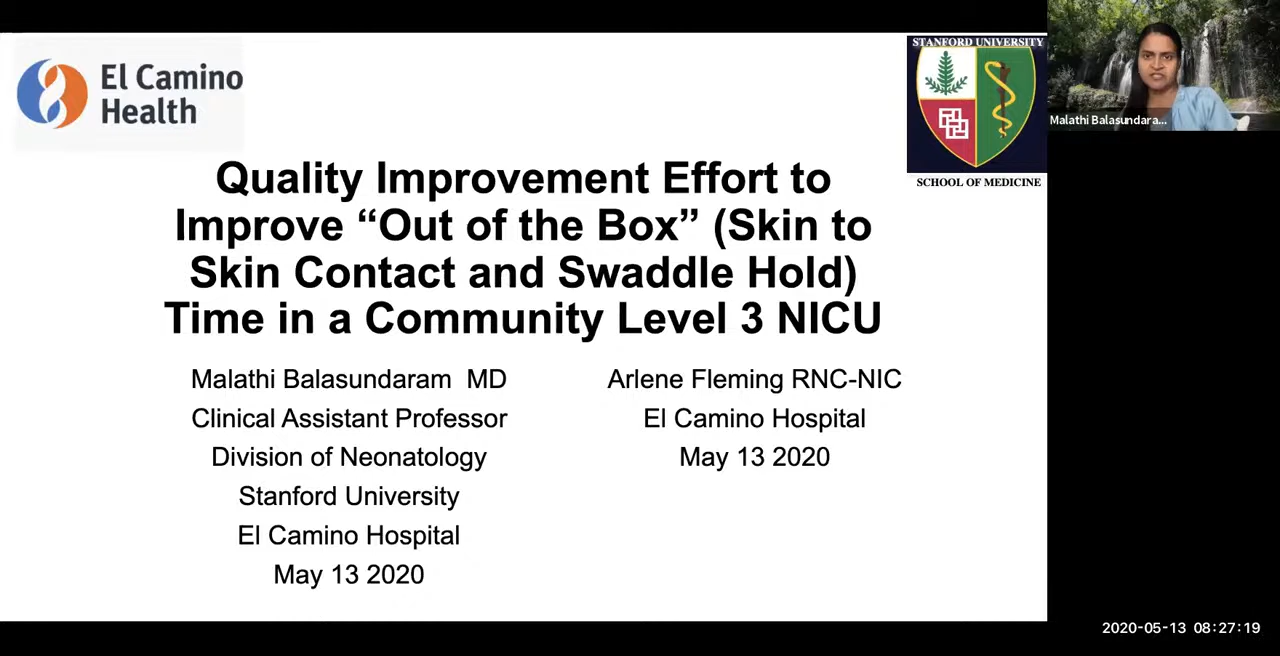 El Camino
Health
STANFORD UNIVERSITY
SCHOOL OF MEDICINE
Malathi Balasundara...
Quality Improvement Effort to
Improve “Out of the Box” (Skin to
Skin Contact and Swaddle Hold)
Time in a Community Level 3 NICU
Malathi Balasundaram MD
Clinical Assistant Professor
Division of Neonatology
Stanford University
El Camino Hospital
May 13 2020
Arlene Fleming RNC-NIC
El Camino Hospital
May 13 2020
2020-05-13 08:27:19